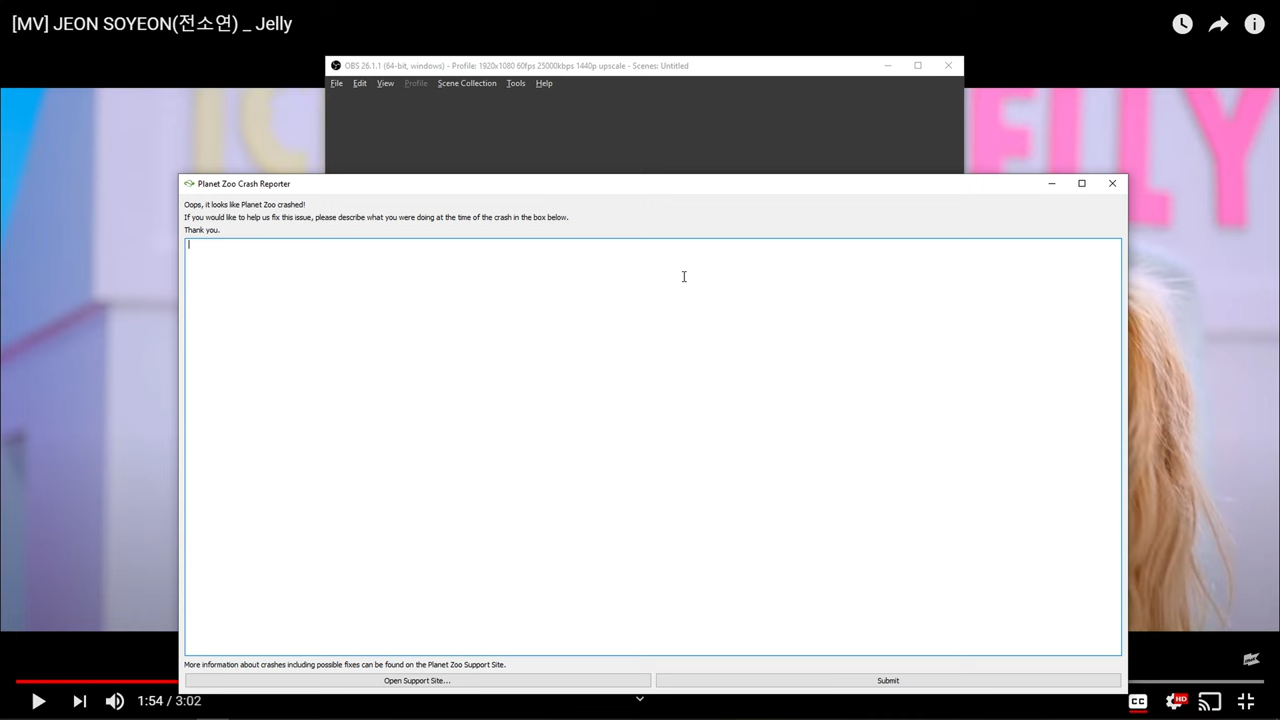 [MV] JEON SOYEON(전소연) _ Jelly
OBS 26.1.1 (64-bit, windows) - Profile: 1920x1080 60fps 25000kbps 1440p upscale - Scenes: Untitled
File Edit View Profile Scene Collection Tools Help
IC
JELLY
Planet Zoo Crash Reporter
Oops, it looks like Planet Zoo crashed!
If you would like to help us fix this issue, please describe what you were doing at the time of the crash in the box below.
Thank you.
More information about crashes including possible fixes can be found on the Planet Zoo Support Site.
Open Support Site...
Submit
1:54 / 3:02
CC
HD